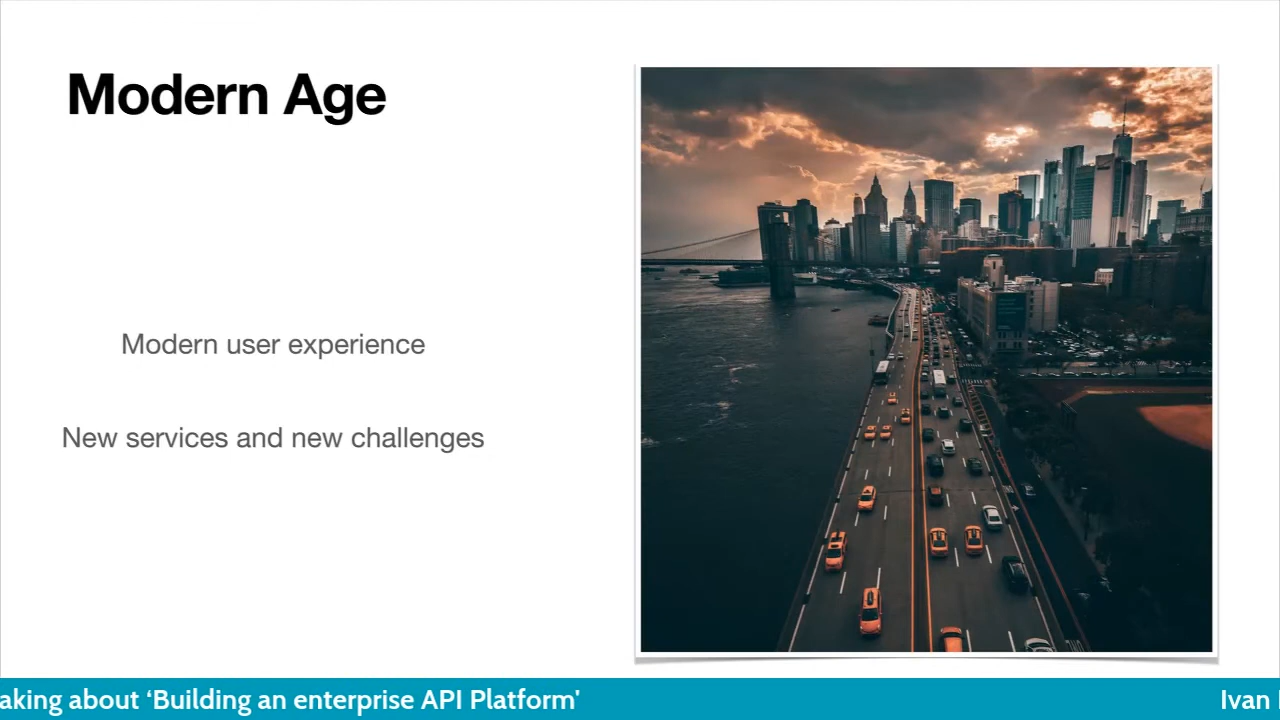 Modern Age
Modern user experience
New services and new challenges
aking about ‘Building an enterprise API Platform'
Ivan